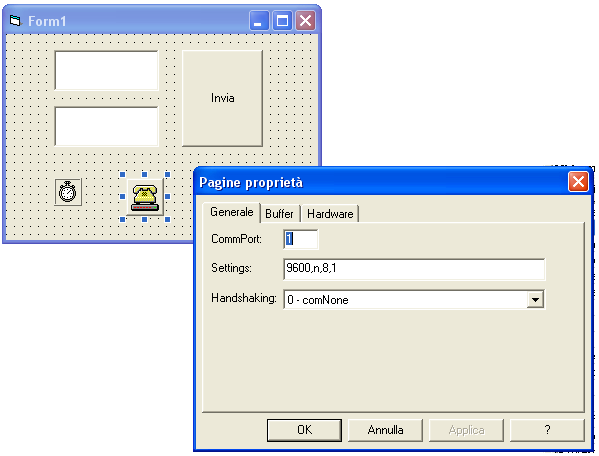 Form1
Invia
Pagine proprietà
Generale
Buffer
Hardware
CommPort:
1
Settings:
9600,n,8,1
Handshaking:
0 - comNone
OK
Annulla
Applica
?